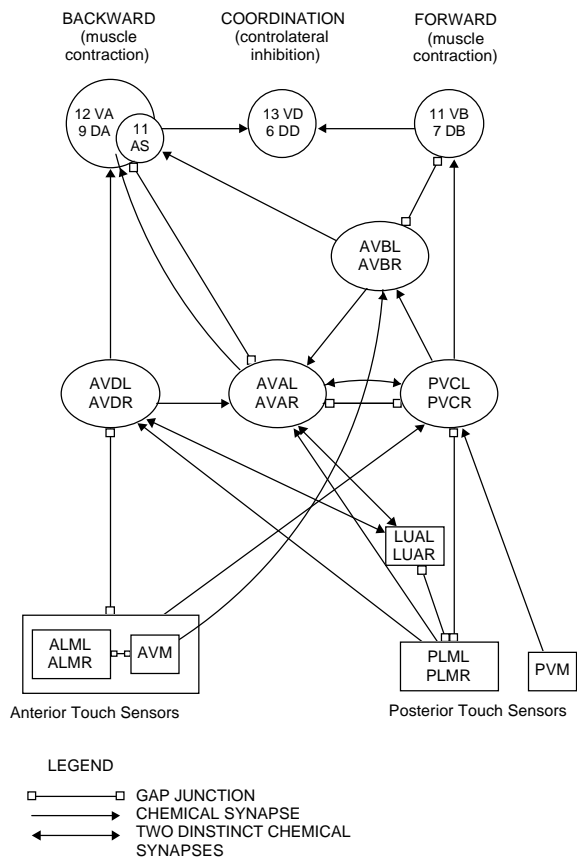 BACKWARD
(muscle
contraction)
COORDINATION
(controlateral
inhibition)
FORWARD
(muscle
contraction)
12 VA
9 DA
11
AS
13 VD
6 DD
11 VB
7 DB
AVBL
AVBR
AVDL
AVDR
AVAL
AVAR
PVCL
PVCR
LUAL
LUAR
ALML
ALMR
AVM
PLML
PLMR
PVM
Anterior Touch Sensors
Posterior Touch Sensors
LEGEND
GAP JUNCTION
CHEMICAL SYNAPSE
TWO DINSTINCT CHEMICAL
SYNAPSES